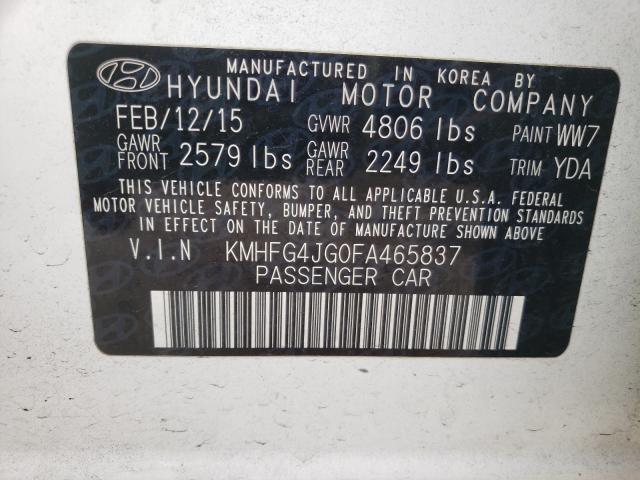 MANUFACTURED IN KOREA BY
HYUNDAI MOTOR COMPANY
FEB/12/15 GVWR 4806 lbs PAINT WW7
GAWR FRONT 2579 lbs GAWR REAR 2249 lbs TRIM YDA
THIS VEHICLE CONFORMS TO ALL APPLICABLE U.S.A. FEDERAL
MOTOR VEHICLE SAFETY, BUMPER, AND THEFT PREVENTION STANDARDS
IN EFFECT ON THE DATE OF MANUFACTURE SHOWN ABOVE.
V.I.N KMHFG4JG0FA465837
PASSENGER CAR